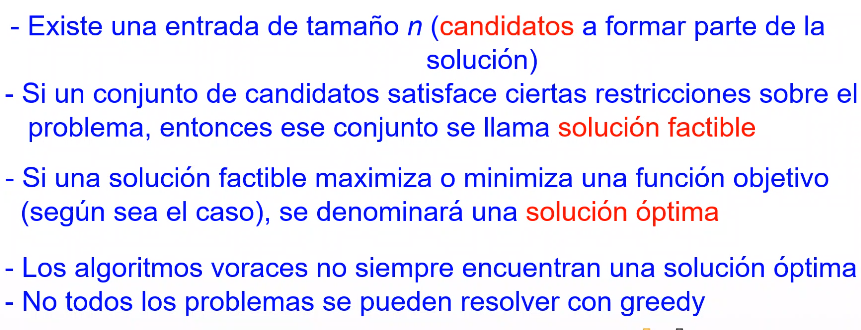 - Existe una entrada de tamaño n (candidatos a formar parte de la
solución)
- Si un conjunto de candidatos satisface ciertas restricciones sobre el
problema, entonces ese conjunto se llama solución factible
- Si una solución factible maximiza o minimiza una función objetivo
(según sea el caso), se denominará una solución óptima
- Los algoritmos voraces no siempre encuentran una solución óptima
- No todos los problemas se pueden resolver con greedy